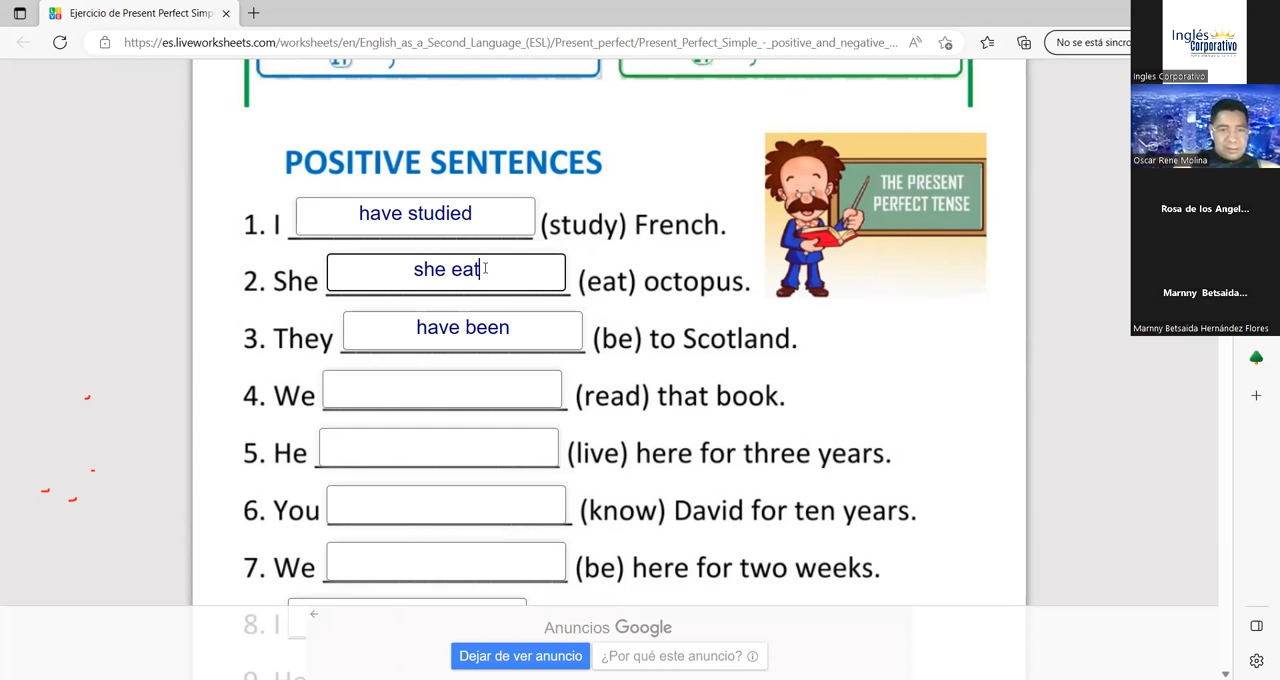 Ejercicio de Present Perfect Simp
https://es.liveworksheets.com/worksheets/en/English_as_a_Second_Language_(ESL)/Present_perfect/Present_Perfect_Simple_-_positive_and_negative_...
No se está sincro
Inglés
Corporativo
Ingles Corporativo
Oscar Rene Molina
Rosa de los Angel...
Marnny Betsaida...
Marnny Betsaida Hernández Flores
POSITIVE SENTENCES
THE PRESENT
PERFECT TENSE
1. I have studied (study) French.
2. She she eat (eat) octopus.
3. They have been (be) to Scotland.
4. We (read) that book.
5. He (live) here for three years.
6. You (know) David for ten years.
7. We (be) here for two weeks.
8. I
9. He
Anuncios Google
Dejar de ver anuncio
¿Por qué este anuncio?